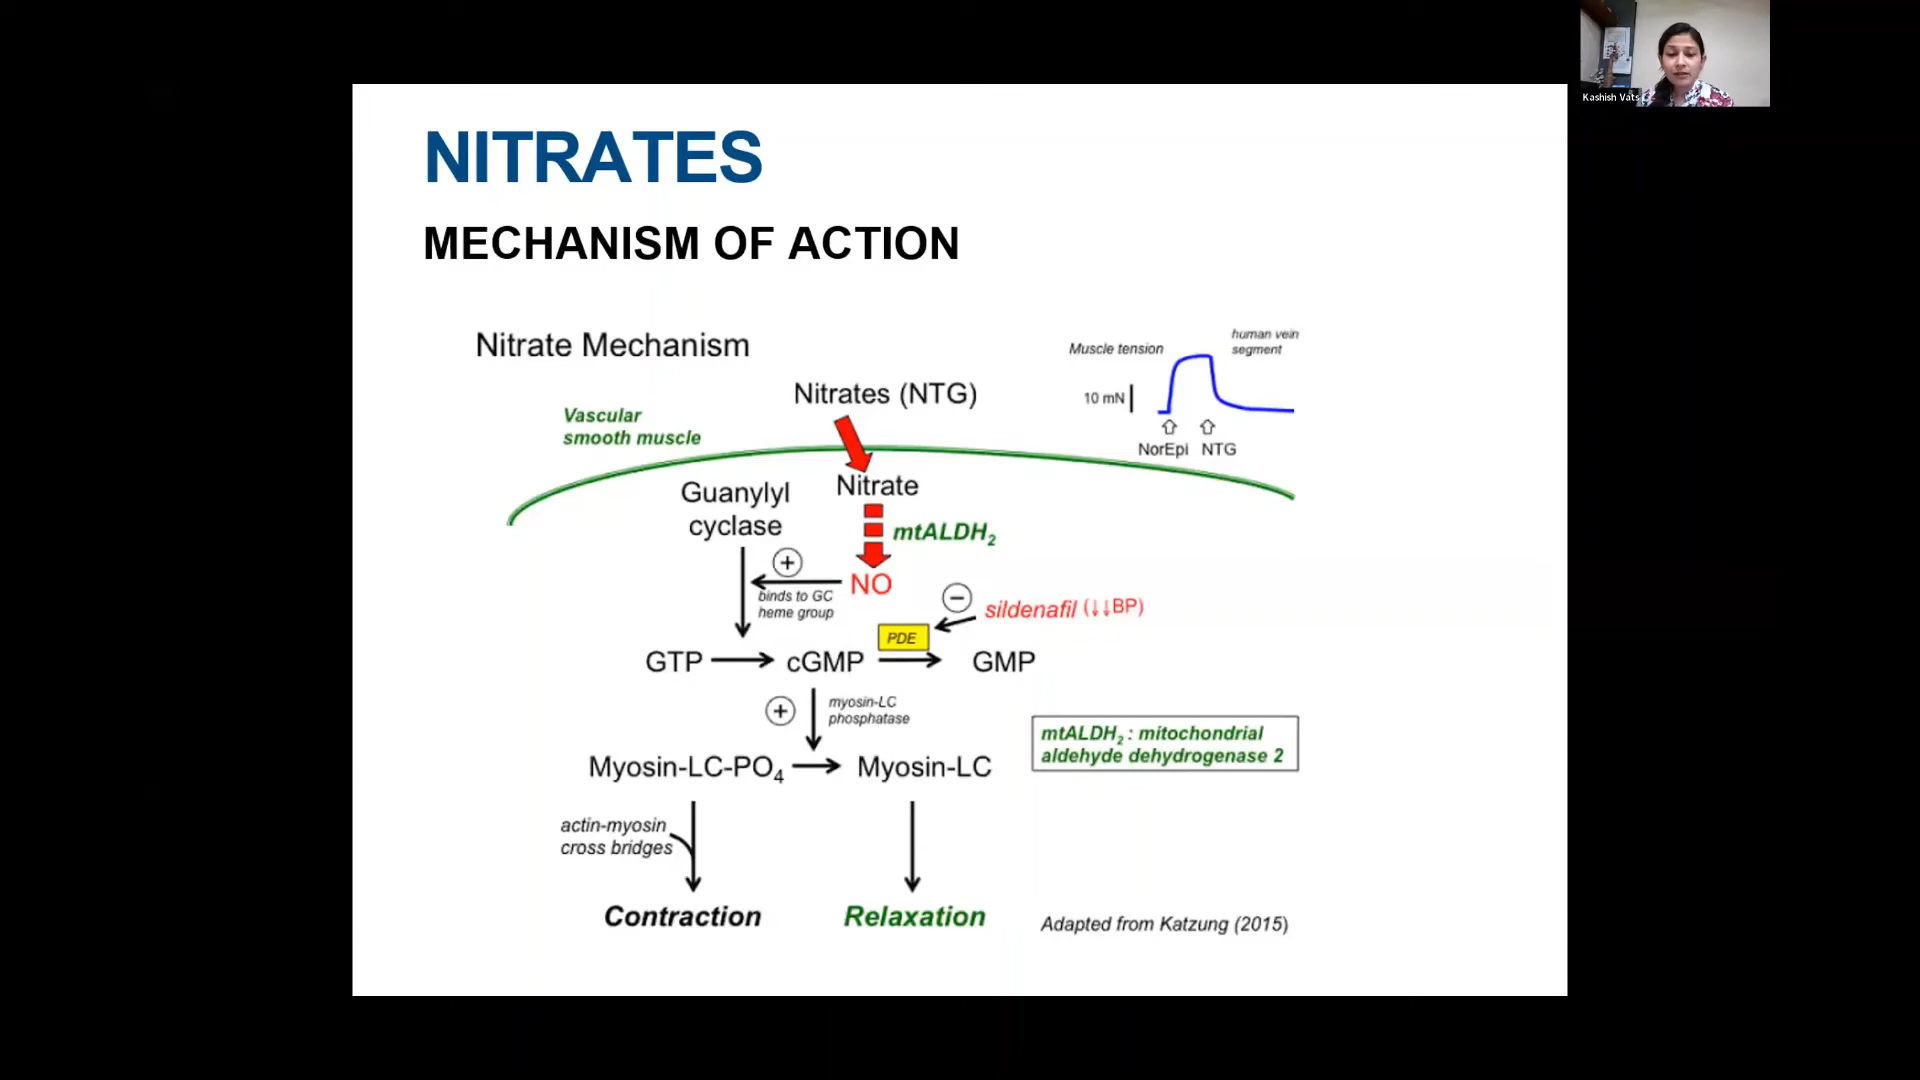 Kashish Vats
NITRATES
MECHANISM OF ACTION
Nitrate Mechanism
Muscle tension
human vein
segment
10 mN
NorEpi
NTG
Nitrates (NTG)
Vascular
smooth muscle
Guanylyl
cyclase
Nitrate
mtALDH₂
+
NO
binds to GC
heme group
−
sildenafil (↓↓BP)
PDE
GTP
cGMP
GMP
+
myosin-LC
phosphatase
Myosin-LC-PO₄
Myosin-LC
mtALDH₂ : mitochondrial
aldehyde dehydrogenase 2
actin-myosin
cross bridges
Contraction
Relaxation
Adapted from Katzung (2015)